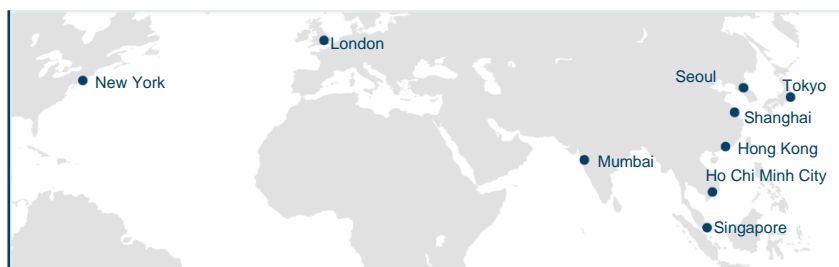 London
Seoul
New York
Tokyo
Shanghai
Hong Kong
Mumbai
Ho Chi Minh City
Singapore